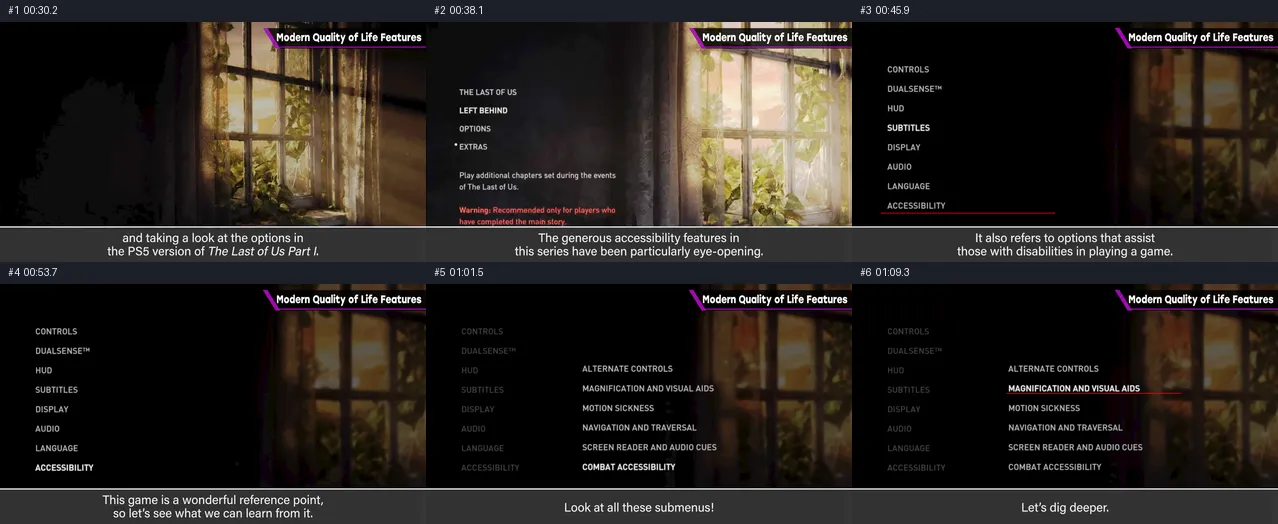 #1 00:30.2
Modern Quality of Life Features
and taking a look at the options in
the PS5 version of The Last of Us Part I.
#2 00:38.1
Modern Quality of Life Features
THE LAST OF US
LEFT BEHIND
OPTIONS
EXTRAS
Play additional chapters set during the events
of The Last of Us.
Warning: Recommended only for players who
have completed the main story.
The generous accessibility features in
this series have been particularly eye-opening.
#3 00:45.9
Modern Quality of Life Features
CONTROLS
DUALSENSE™
HUD
SUBTITLES
DISPLAY
AUDIO
LANGUAGE
ACCESSIBILITY
It also refers to options that assist
those with disabilities in playing a game.
#4 00:53.7
Modern Quality of Life Features
CONTROLS
DUALSENSE™
HUD
SUBTITLES
DISPLAY
AUDIO
LANGUAGE
ACCESSIBILITY
This game is a wonderful reference point,
so let's see what we can learn from it.
#5 01:01.5
Modern Quality of Life Features
CONTROLS
DUALSENSE™
HUD
SUBTITLES
DISPLAY
AUDIO
LANGUAGE
ACCESSIBILITY
ALTERNATE CONTROLS
MAGNIFICATION AND VISUAL AIDS
MOTION SICKNESS
NAVIGATION AND TRAVERSAL
SCREEN READER AND AUDIO CUES
COMBAT ACCESSIBILITY
Look at all these submenus!
#6 01:09.3
Modern Quality of Life Features
CONTROLS
DUALSENSE™
HUD
SUBTITLES
DISPLAY
AUDIO
LANGUAGE
ACCESSIBILITY
ALTERNATE CONTROLS
MAGNIFICATION AND VISUAL AIDS
MOTION SICKNESS
NAVIGATION AND TRAVERSAL
SCREEN READER AND AUDIO CUES
COMBAT ACCESSIBILITY
Let's dig deeper.